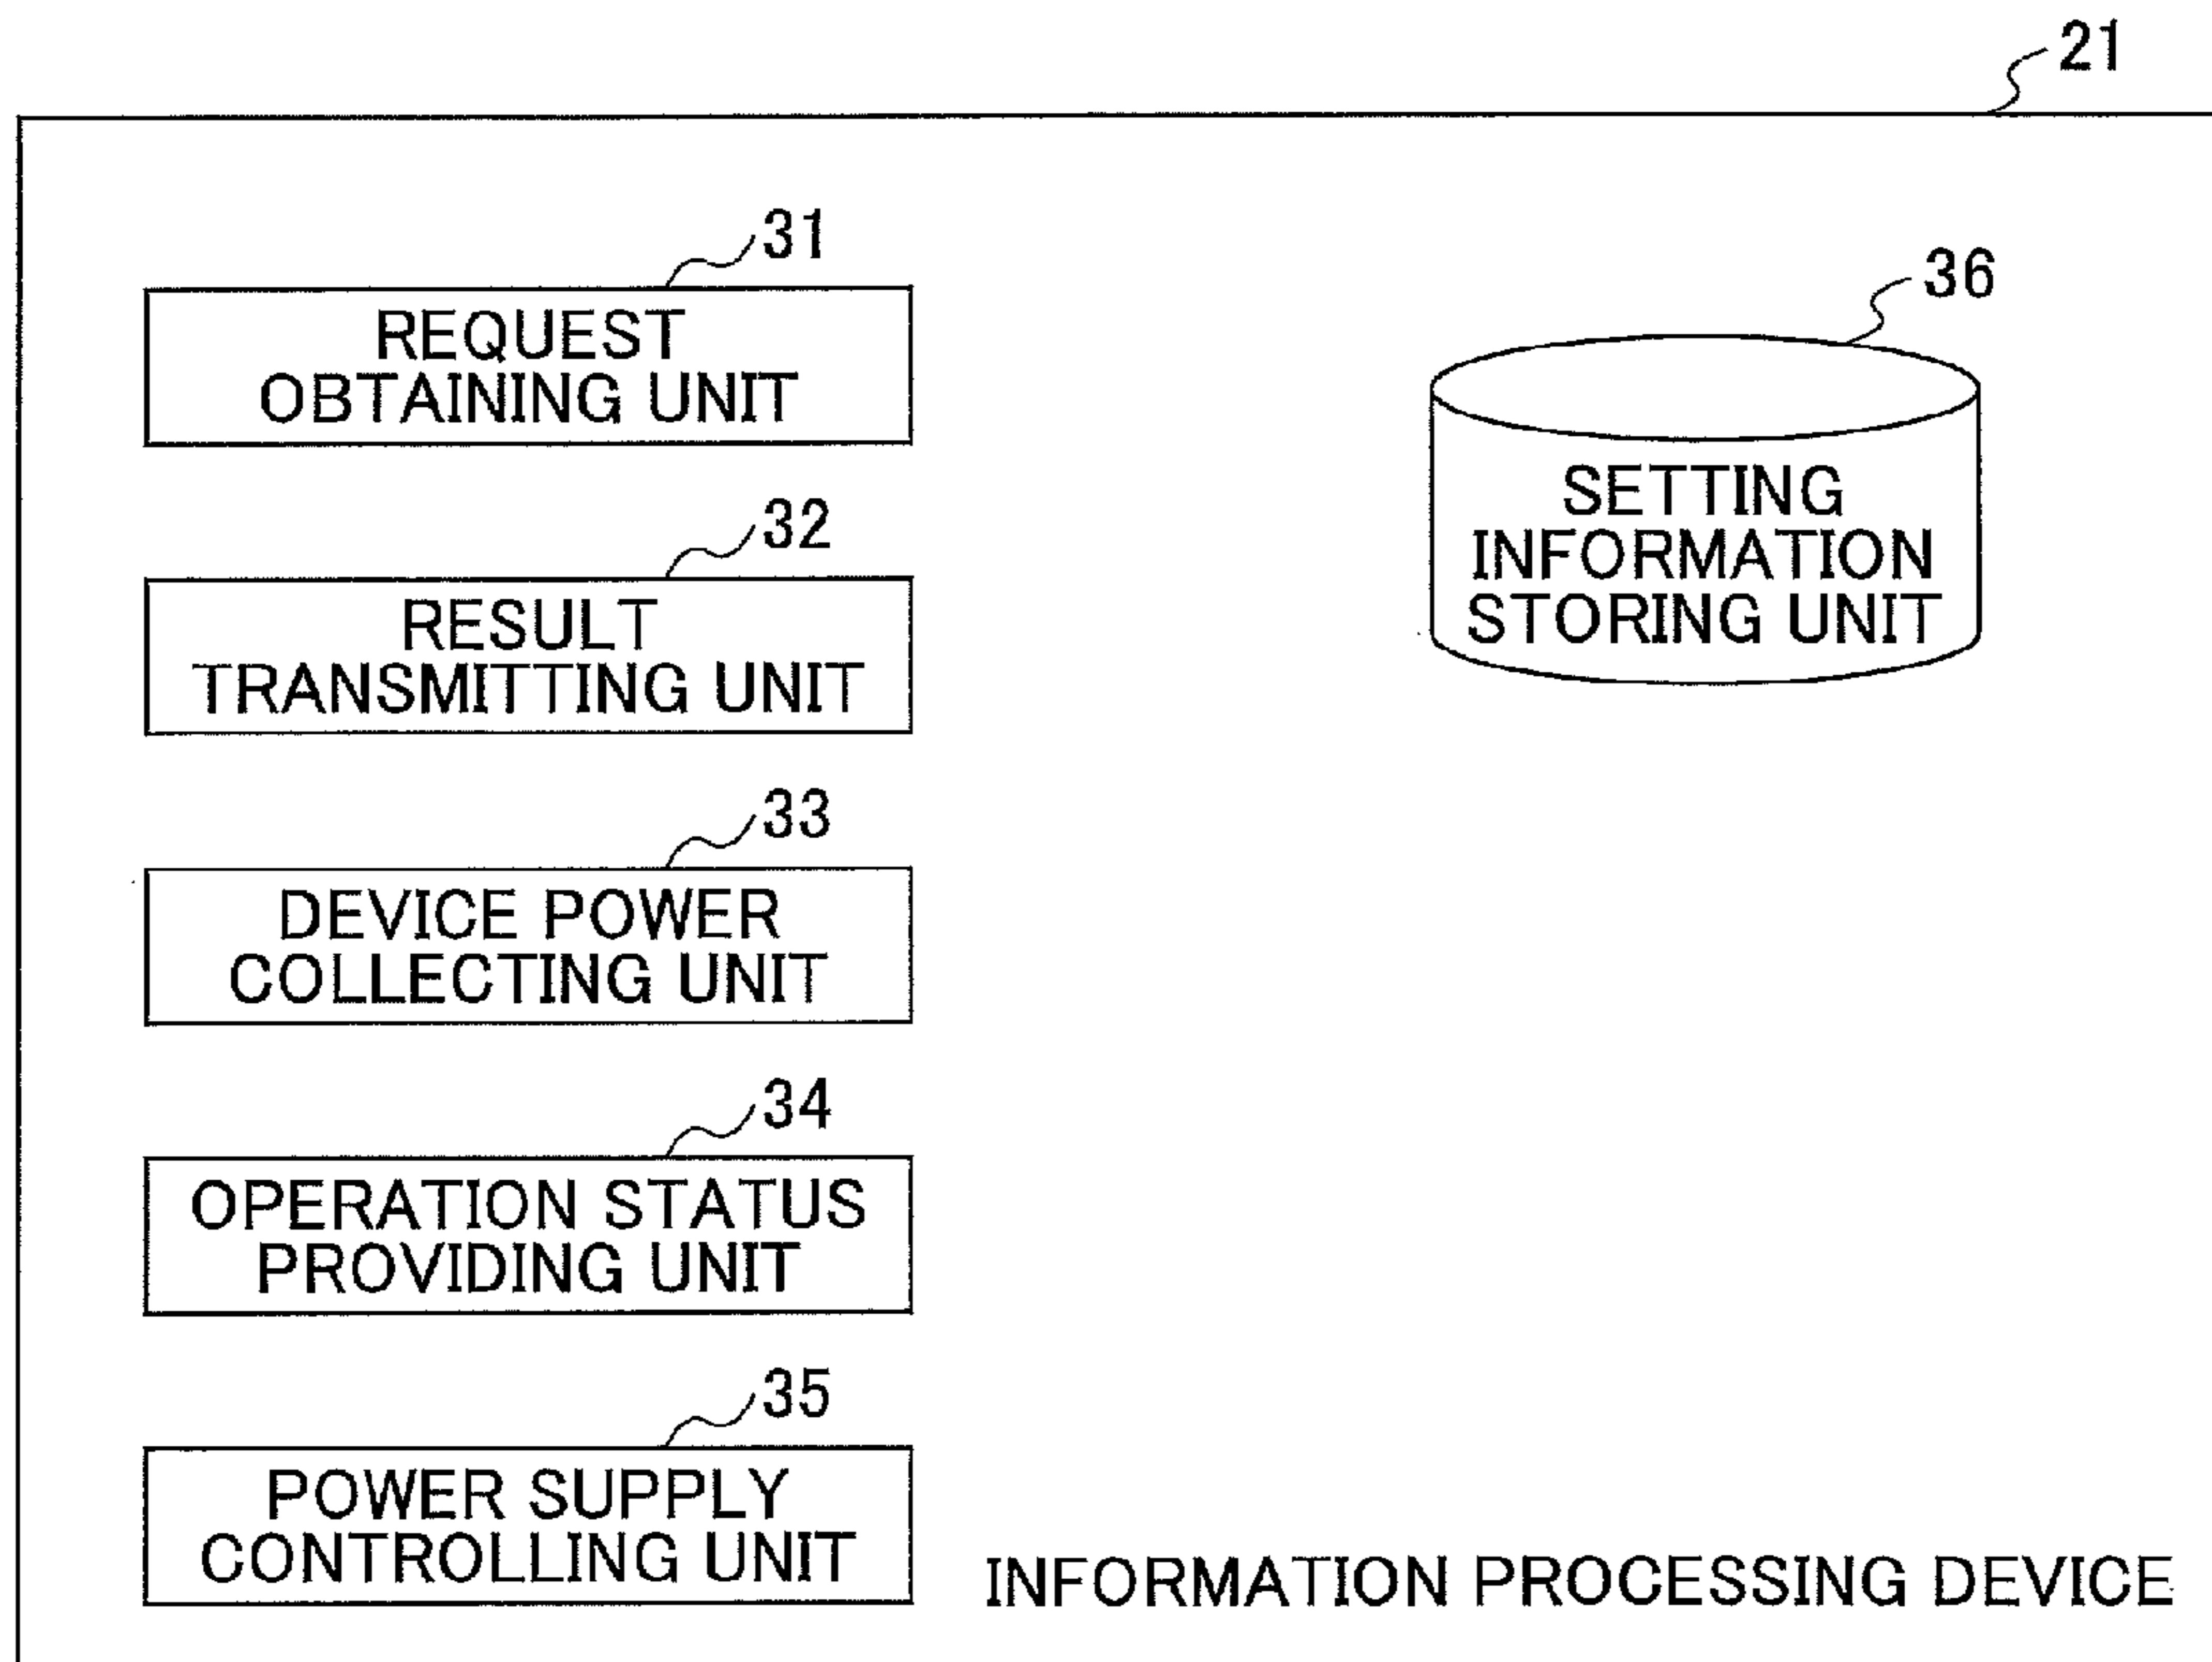 21
31
REQUEST
OBTAINING UNIT
36
SETTING
INFORMATION
STORING UNIT
32
RESULT
TRANSMITTING UNIT
33
DEVICE POWER
COLLECTING UNIT
34
OPERATION STATUS
PROVIDING UNIT
35
POWER SUPPLY
CONTROLLING UNIT
INFORMATION PROCESSING DEVICE